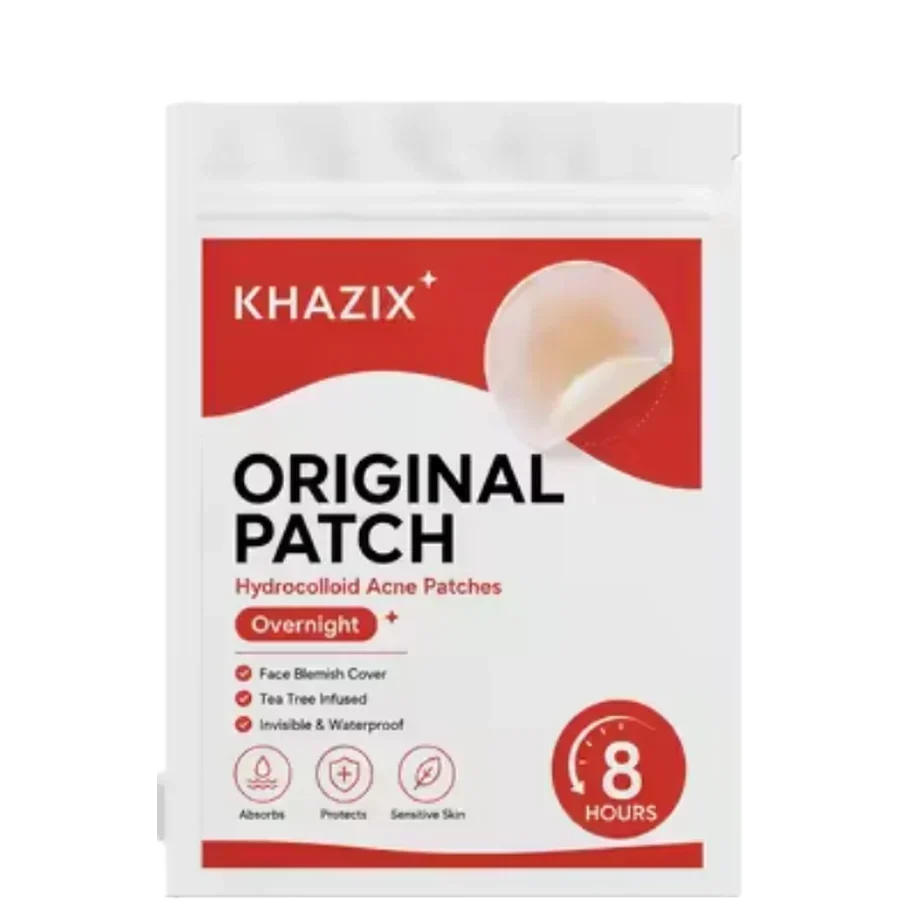 KHAZIX
ORIGINAL
PATCH
Hydrocolloid Acne Patches
Overnight
Face Blemish Cover
Tea Tree Infused
Invisible & Waterproof
Absorbs
Protects
Sensitive Skin
8
HOURS